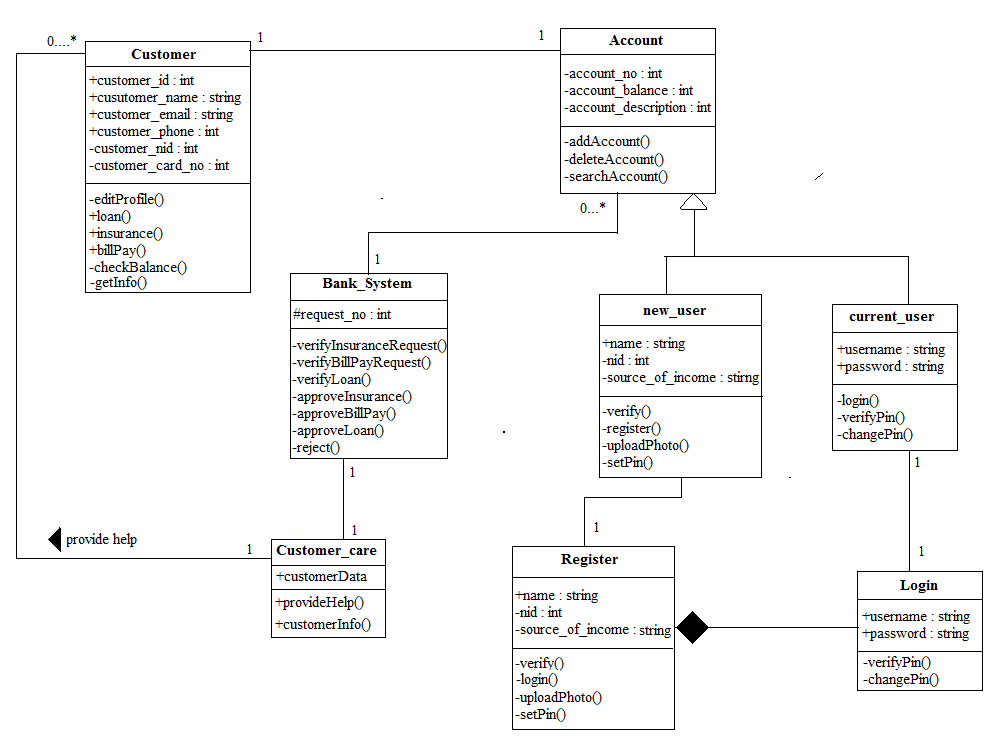 0....*
1
1
Customer
+customer_id : int
+cusutomer_name : string
+customer_email : string
+customer_phone : int
-customer_nid : int
-customer_card_no : int
-editProfile()
+loan()
+insurance()
+billPay()
-checkBalance()
-getInfo()
Account
-account_no : int
-account_balance : int
-account_description : int
-addAccount()
-deleteAccount()
-searchAccount()
0...*
1
Bank_System
#request_no : int
-verifyInsuranceRequest()
-verifyBillPayRequest()
-verifyLoan()
-approveInsurance()
-approveBillPay()
-approveLoan()
-reject()
new_user
+name : string
-nid : int
-source_of_income : stirng
-verify()
-register()
-uploadPhoto()
-setPin()
current_user
+username : string
+password : string
-login()
-verifyPin()
-changePin()
1
1
1
1
provide help
1
Customer_care
+customerData
+provideHelp()
+customerInfo()
1
Register
+name : string
-nid : int
-source_of_income : string
-verify()
-login()
-uploadPhoto()
-setPin()
Login
+username : string
+password : string
-verifyPin()
-changePin()